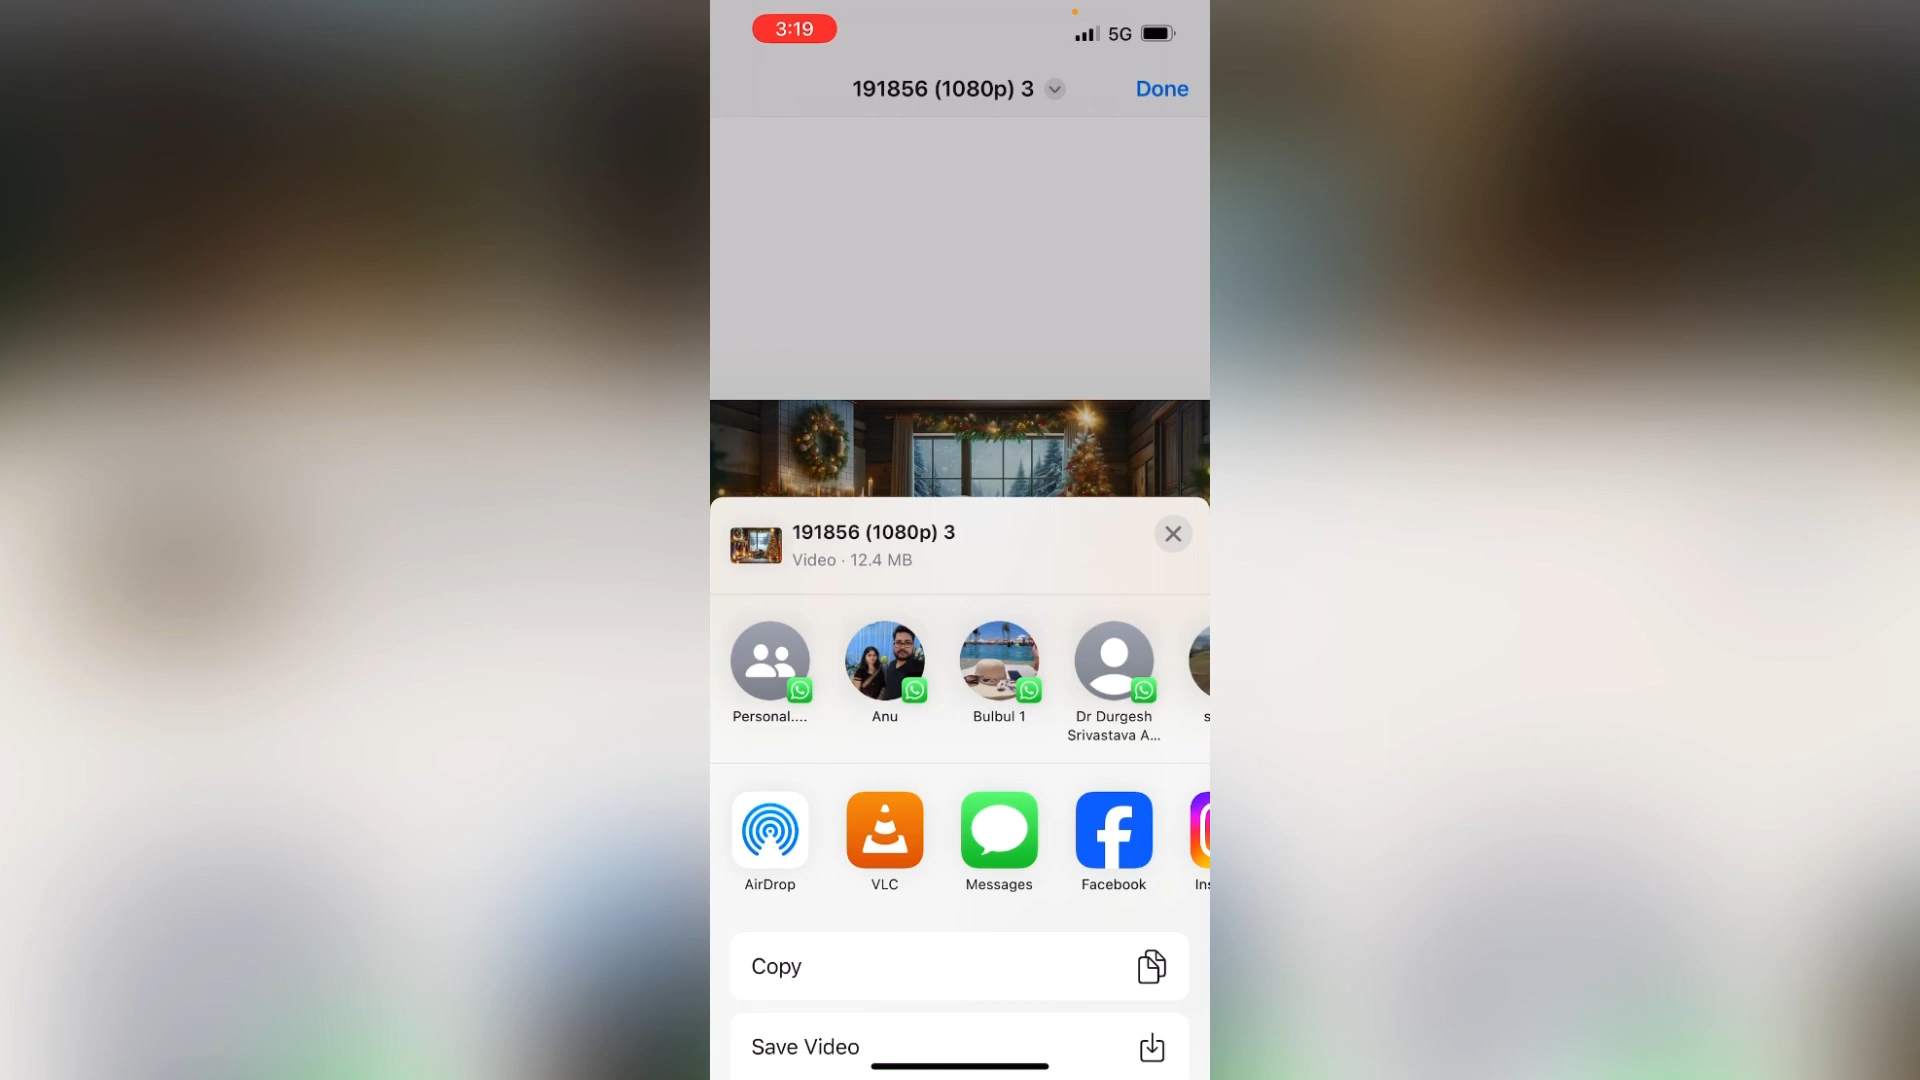 3:19
5G
191856 (1080p) 3
Done
191856 (1080p) 3
Video · 12.4 MB
Personal....
Anu
Bulbul 1
Dr Durgesh
Srivastava A...
s
AirDrop
VLC
Messages
Facebook
Ins
Copy
Save Video